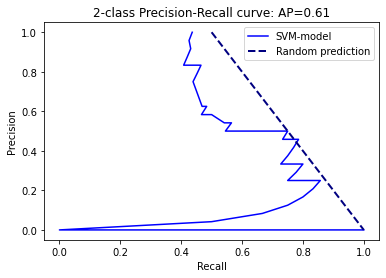 2-class Precision-Recall curve: AP=0.61
SVM-model
Random prediction
Precision
1.0
0.8
0.6
0.4
0.2
0.0
0.0 0.2 0.4 0.6 0.8 1.0
Recall